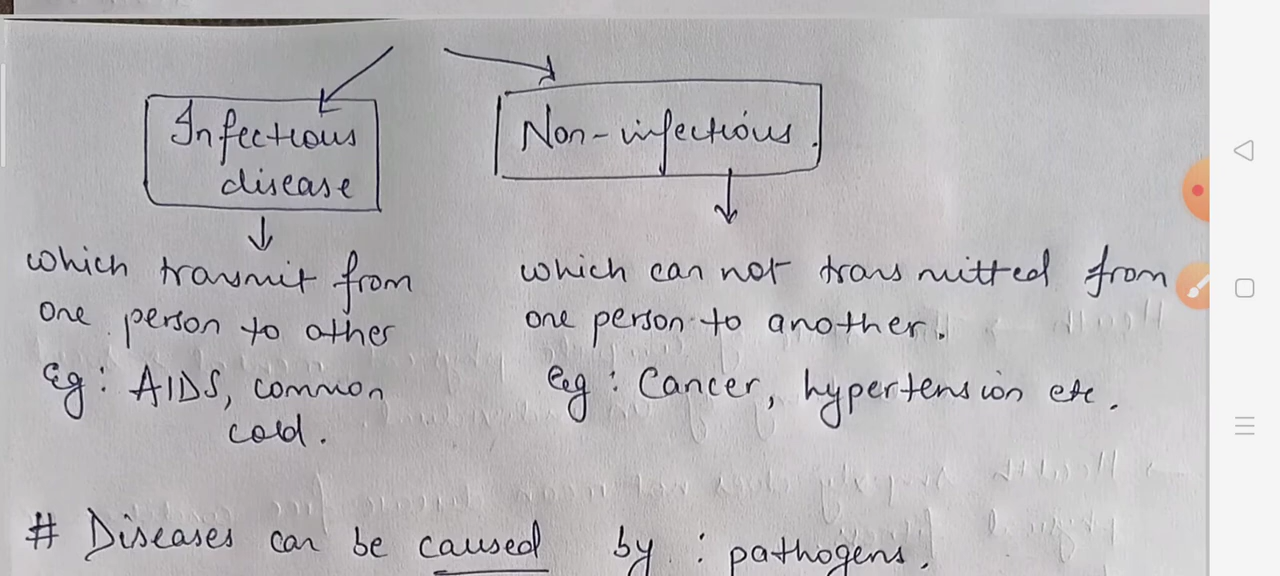 Infectious
disease
Non-infectious.
which transmit from
one person to other
Eg: AIDS, common
cold.
which can not transmitted from
one person to another.
Eeg: Cancer, hypertension etc.
# Diseases can be caused by : pathogens.